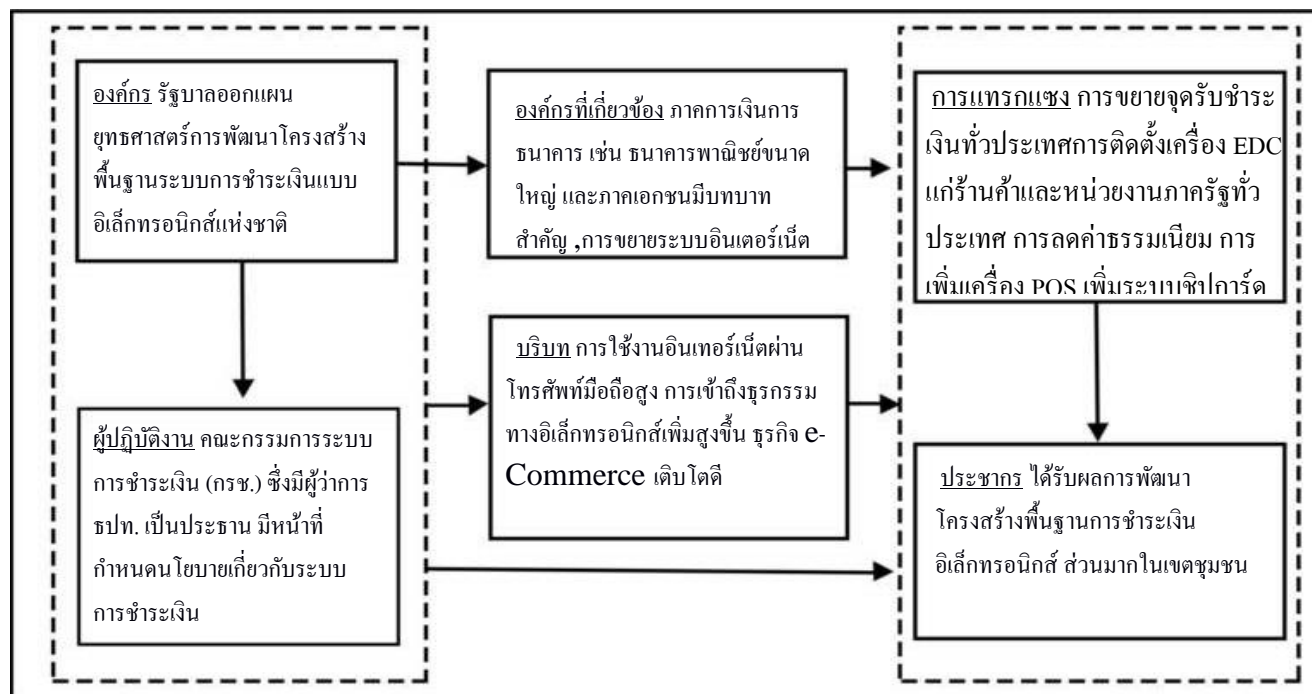 องค์กร รัฐบาลออกแผน
ยุทธศาสตร์การพัฒนาโครงสร้าง
พื้นฐานระบบการชำระเงินแบบ
อิเล็กทรอนิกส์แห่งชาติ
ผู้ปฏิบัติงาน คณะกรรมการระบบ
การชำระเงิน (กรช.) ซึ่งมีผู้ว่าการ
ธปท. เป็นประธาน มีหน้าที่
กำหนดนโยบายเกี่ยวกับระบบ
การชำระเงิน
องค์กรที่เกี่ยวข้อง ภาคการเงินการ
ธนาคาร เช่น ธนาคารพาณิชย์ขนาด
ใหญ่ และภาคเอกชนมีบทบาท
สำคัญ ,การขยายระบบอินเตอร์เน็ต
บริบท การใช้งานอินเทอร์เน็ตผ่าน
โทรศัพท์มือถือสูง การเข้าถึงธุรกรรม
ทางอิเล็กทรอนิกส์เพิ่มสูงขึ้น ธุรกิจ e-
Commerce เติบโตดี
การแทรกแซง การขยายจุดรับชำระ
เงินทั่วประเทศการติดตั้งเครื่อง EDC
แก่ร้านค้าและหน่วยงานภาครัฐทั่ว
ประเทศ การลดค่าธรรมเนียม การ
เพิ่มเครื่อง POS เพิ่มระบบชิปการ์ด
ประชากร ได้รับผลการพัฒนา
โครงสร้างพื้นฐานการชำระเงิน
อิเล็กทรอนิกส์ ส่วนมากในเขตชุมชน